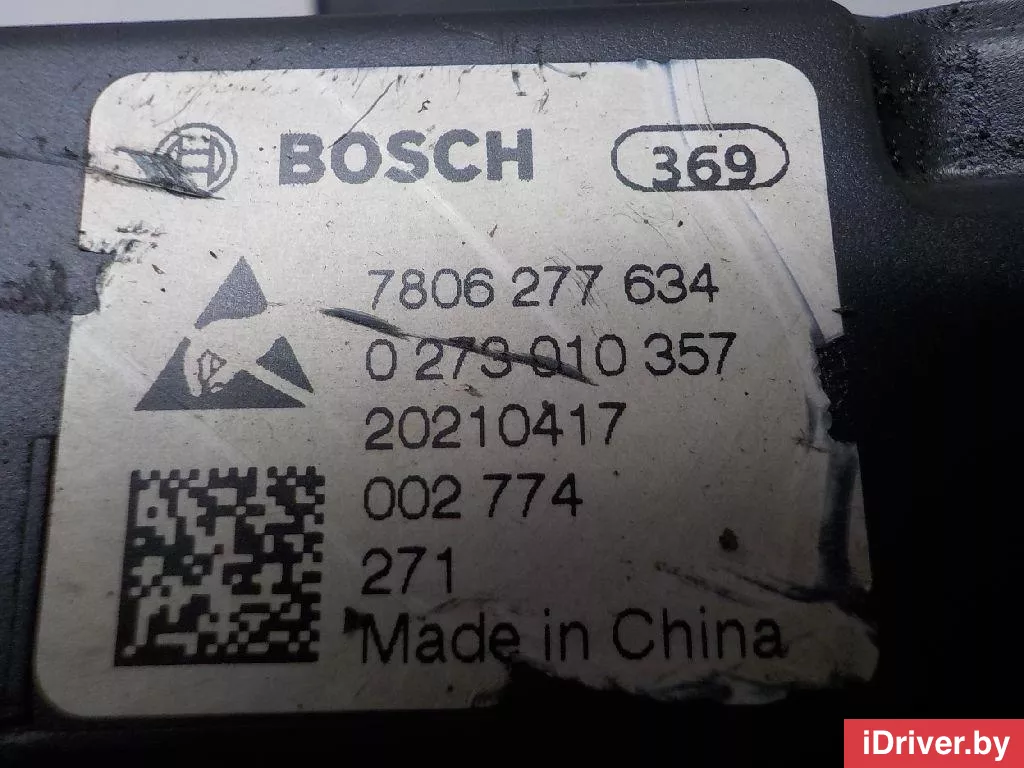 BOSCH 369
7806 277 634
0 273 010 357
20210417
002 774
271
Made in China
iDriver.by